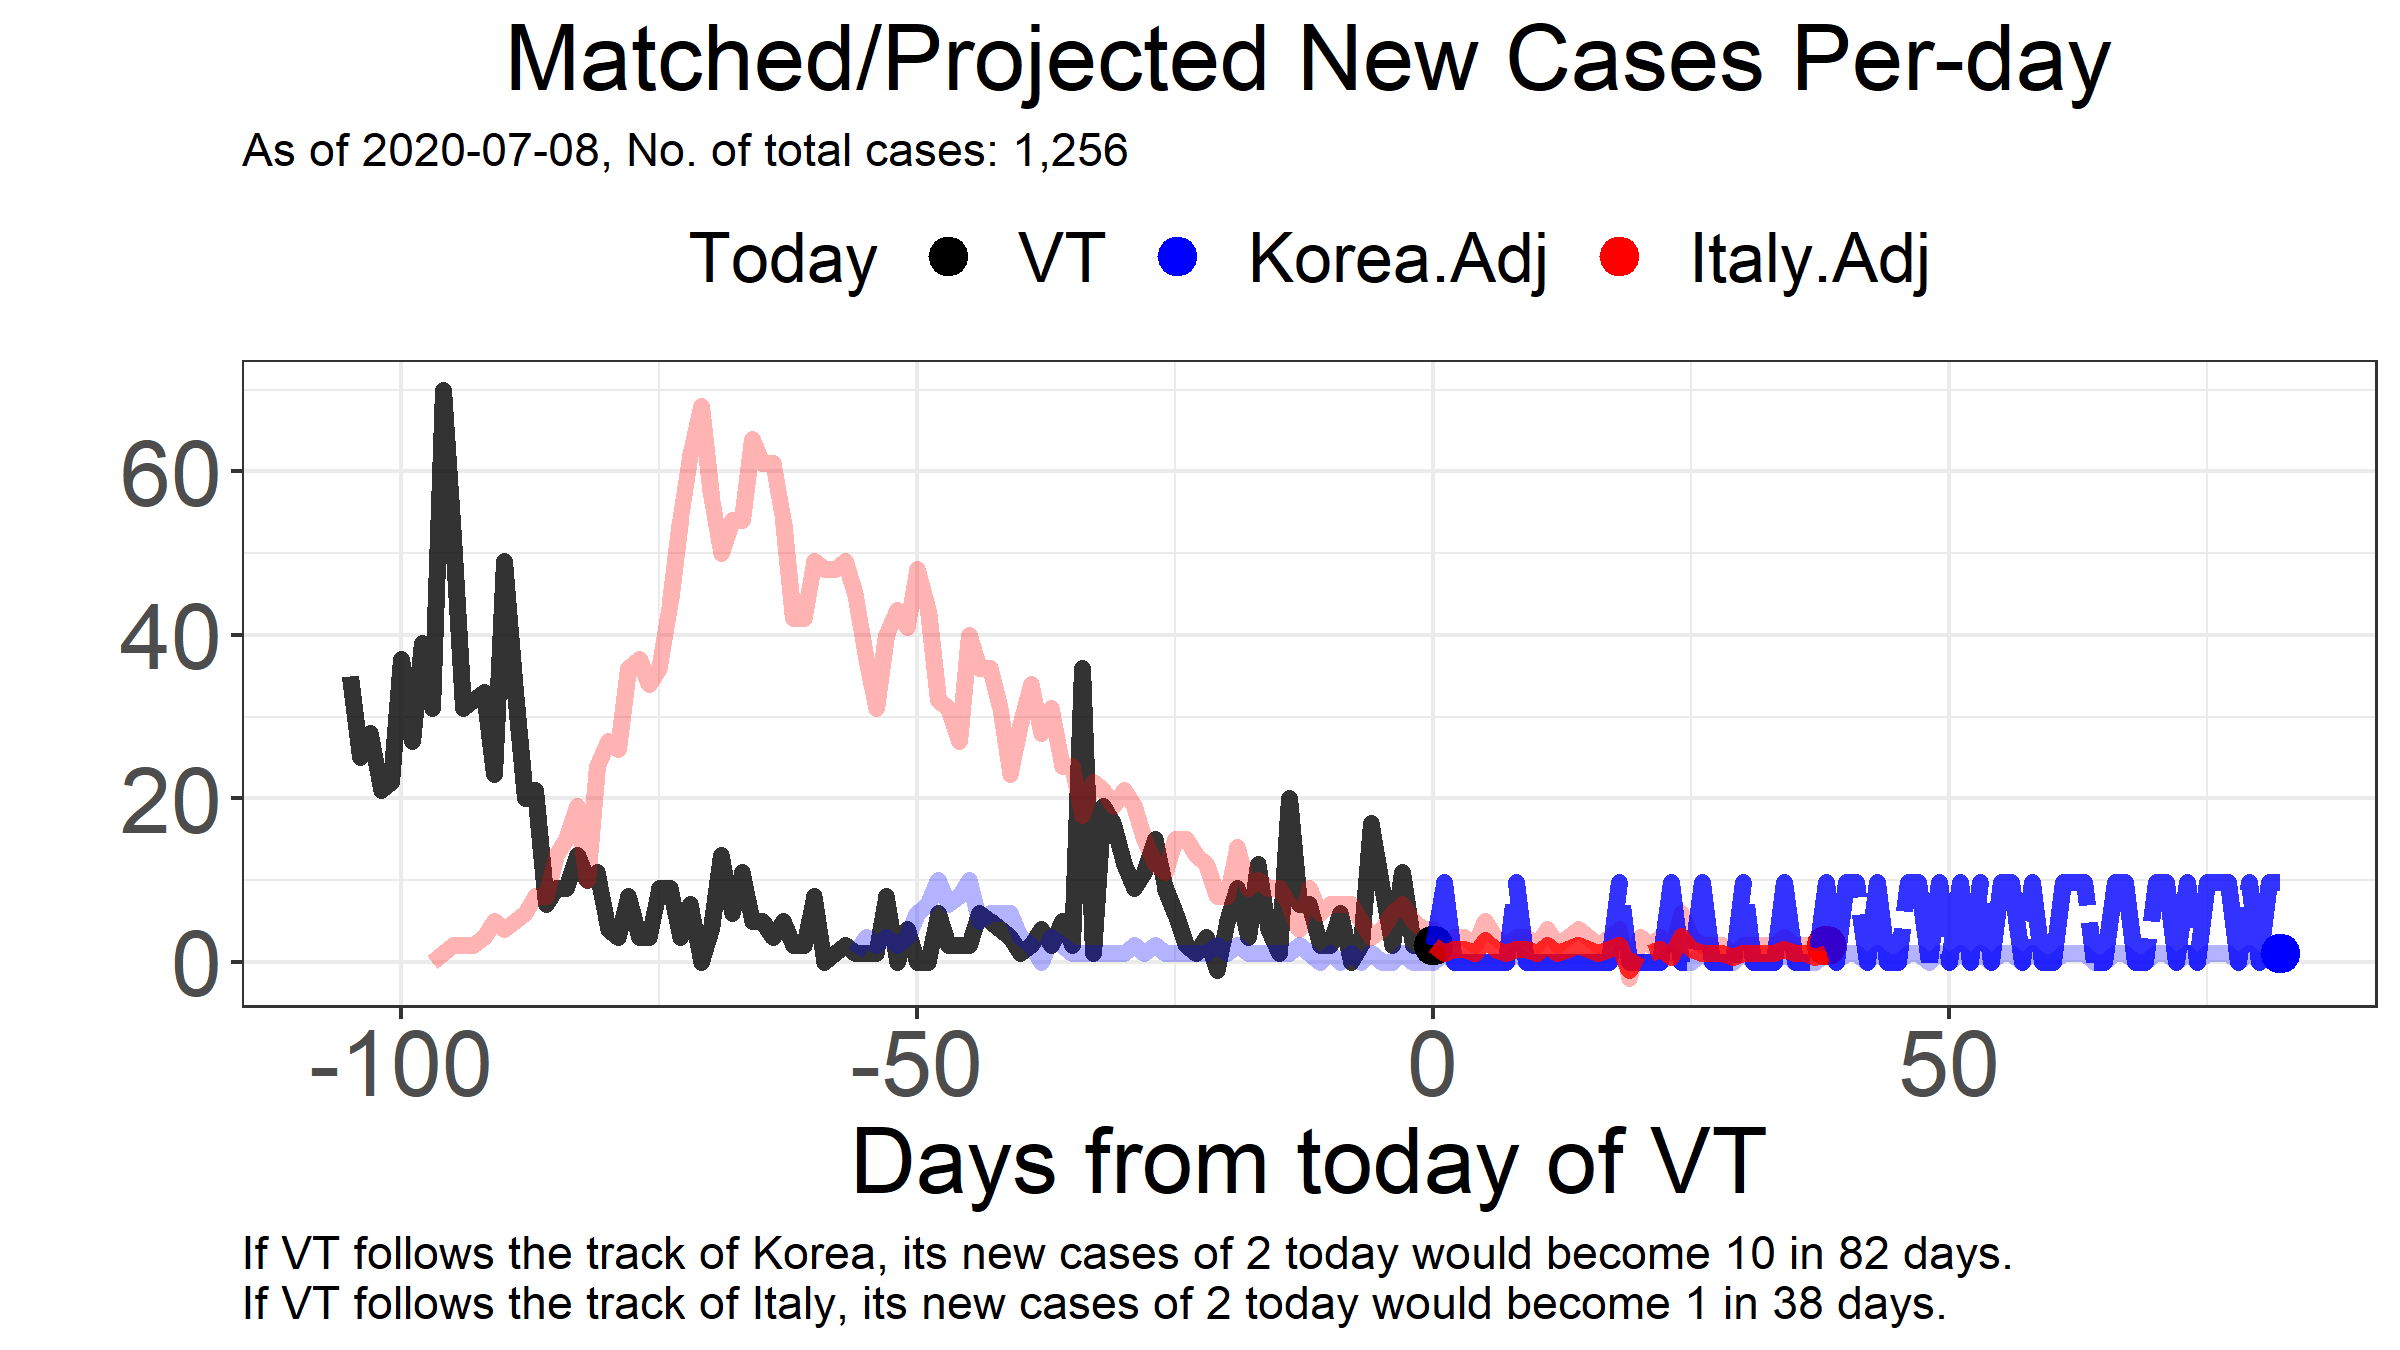 Matched/Projected New Cases Per-day
As of 2020-07-08, No. of total cases: 1,256
Today VT Korea.Adj Italy.Adj
60
40
20
0
-100 -50 0 50
Days from today of VT
If VT follows the track of Korea, its new cases of 2 today would become 10 in 82 days.
If VT follows the track of Italy, its new cases of 2 today would become 1 in 38 days.